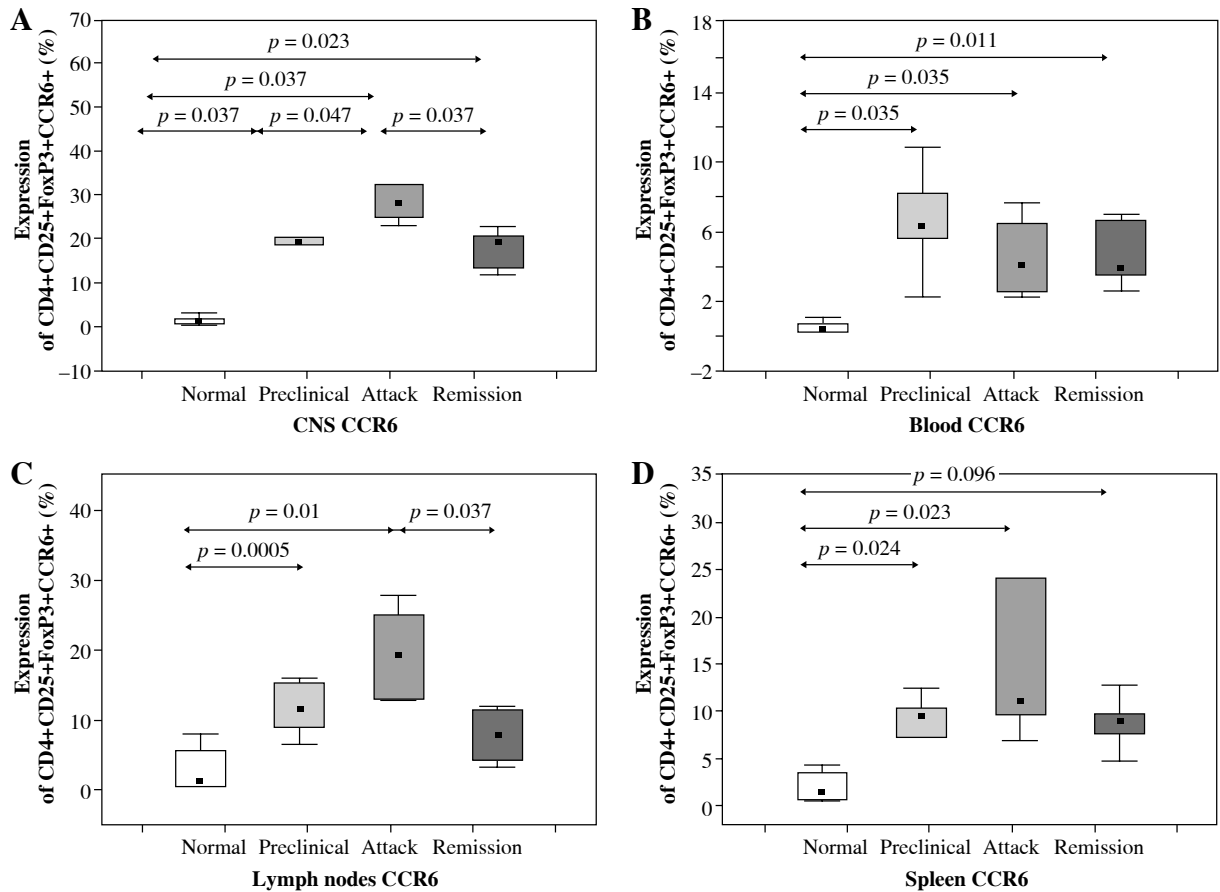 A
Expression
of CD4+CD25+FoxP3+CCR6+ (%)
70
60
50
40
30
20
10
0
–10
p = 0.023
p = 0.037
p = 0.037
p = 0.047
p = 0.037
Normal Preclinical Attack Remission
CNS CCR6
B
Expression
of CD4+CD25+FoxP3+CCR6+ (%)
18
14
10
6
2
–2
p = 0.011
p = 0.035
p = 0.035
Normal Preclinical Attack Remission
Blood CCR6
C
Expression
of CD4+CD25+FoxP3+CCR6+ (%)
40
30
20
10
0
p = 0.01
p = 0.037
p = 0.0005
Normal Preclinical Attack Remission
Lymph nodes CCR6
D
Expression
of CD4+CD25+FoxP3+CCR6+ (%)
35
30
25
20
15
10
5
0
p = 0.096
p = 0.023
p = 0.024
Normal Preclinical Attack Remission
Spleen CCR6